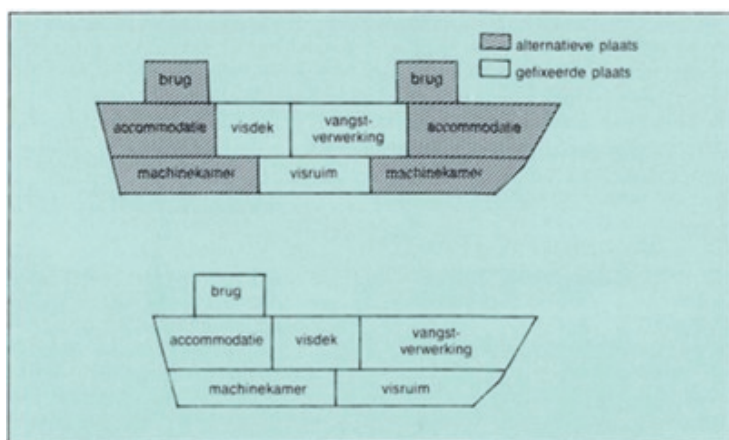 alternatieve plaats
gefixeerde plaats
brug
brug
accommodatie
visdek
vangst-
verwerking
accommodatie
machinekamer
visruim
machinekamer
brug
accommodatie
visdek
vangst-
verwerking
machinekamer
visruim